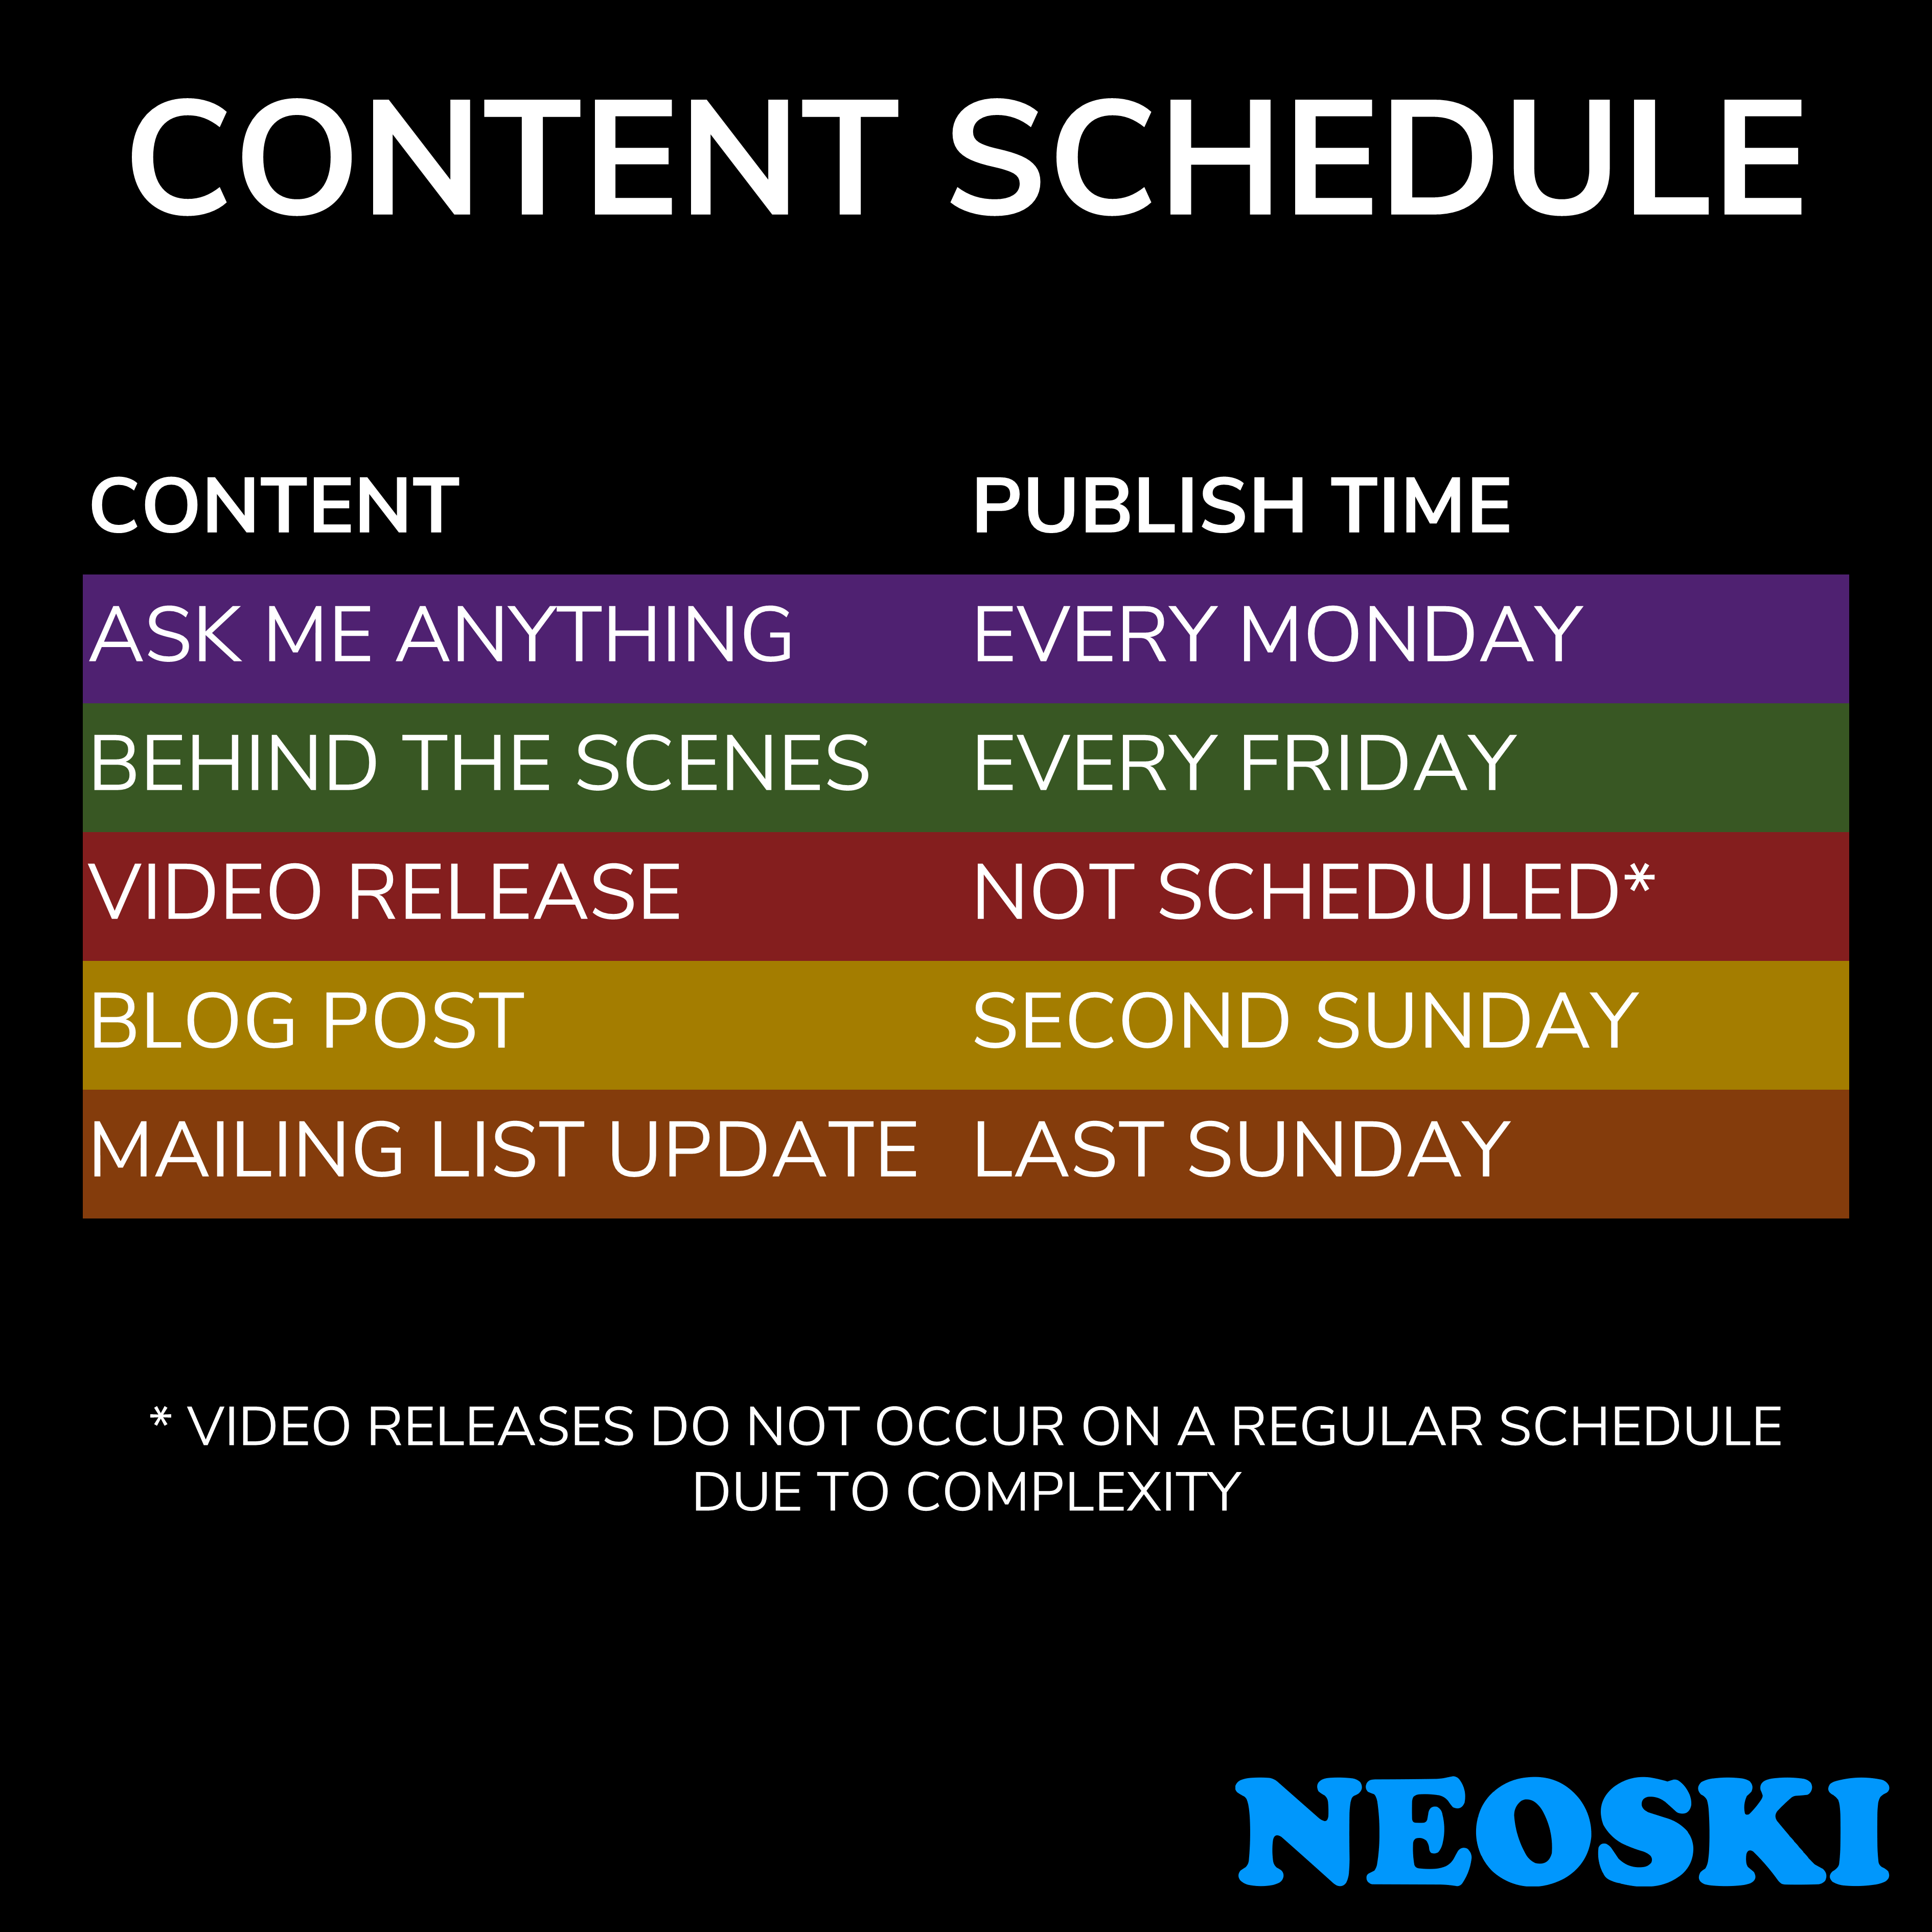 CONTENT SCHEDULE
CONTENT PUBLISH TIME
ASK ME ANYTHING EVERY MONDAY
BEHIND THE SCENES EVERY FRIDAY
VIDEO RELEASE NOT SCHEDULED*
BLOG POST SECOND SUNDAY
MAILING LIST UPDATE LAST SUNDAY
* VIDEO RELEASES DO NOT OCCUR ON A REGULAR SCHEDULE
DUE TO COMPLEXITY
NEOSKI